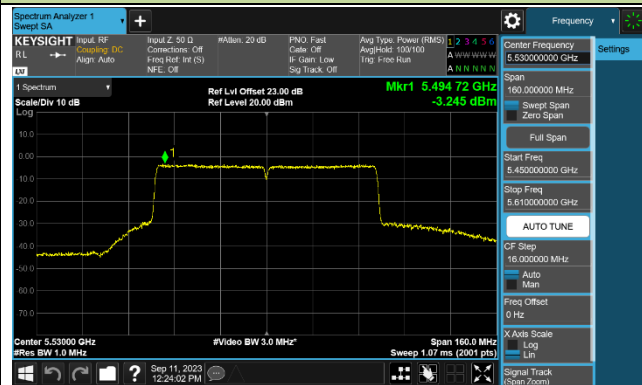 Spectrum Analyzer 1
Swept SA
Frequency
KEYSIGHT
Input: RF
Coupling: DC
Align: Auto
Input Z: 50 Ω
Corrections: Off
Freq Ref: Int (S)
NFE: Off
#Atten: 20 dB
PNO: Fast
Gate: Off
IF Gain: Low
Sig Track: Off
Avg Type: Power (RMS)
Avg|Hold: 100/100
Trig: Free Run
1 2 3 4 5 6
A W W W W W
A N N N N N
RL
LXI
1 Spectrum
Scale/Div 10 dB
Log
Ref Lvl Offset 23.00 dB
Ref Level 20.00 dBm
Mkr1 5.494 72 GHz
-3.245 dBm
1
10.0
0.00
-10.0
-20.0
-30.0
-40.0
-50.0
-60.0
-70.0
Center 5.53000 GHz
#Res BW 1.0 MHz
#Video BW 3.0 MHz*
Span 160.0 MHz
Sweep 1.07 ms (2001 pts)
Sep 11, 2023
12:24:02 PM
Center Frequency
5.530000000 GHz
Settings
Span
160.000000 MHz
Swept Span
Zero Span
Full Span
Start Freq
5.450000000 GHz
Stop Freq
5.610000000 GHz
AUTO TUNE
CF Step
16.000000 MHz
Auto
Man
Freq Offset
0 Hz
X Axis Scale
Log
Lin
Signal Track
(Span Zoom)